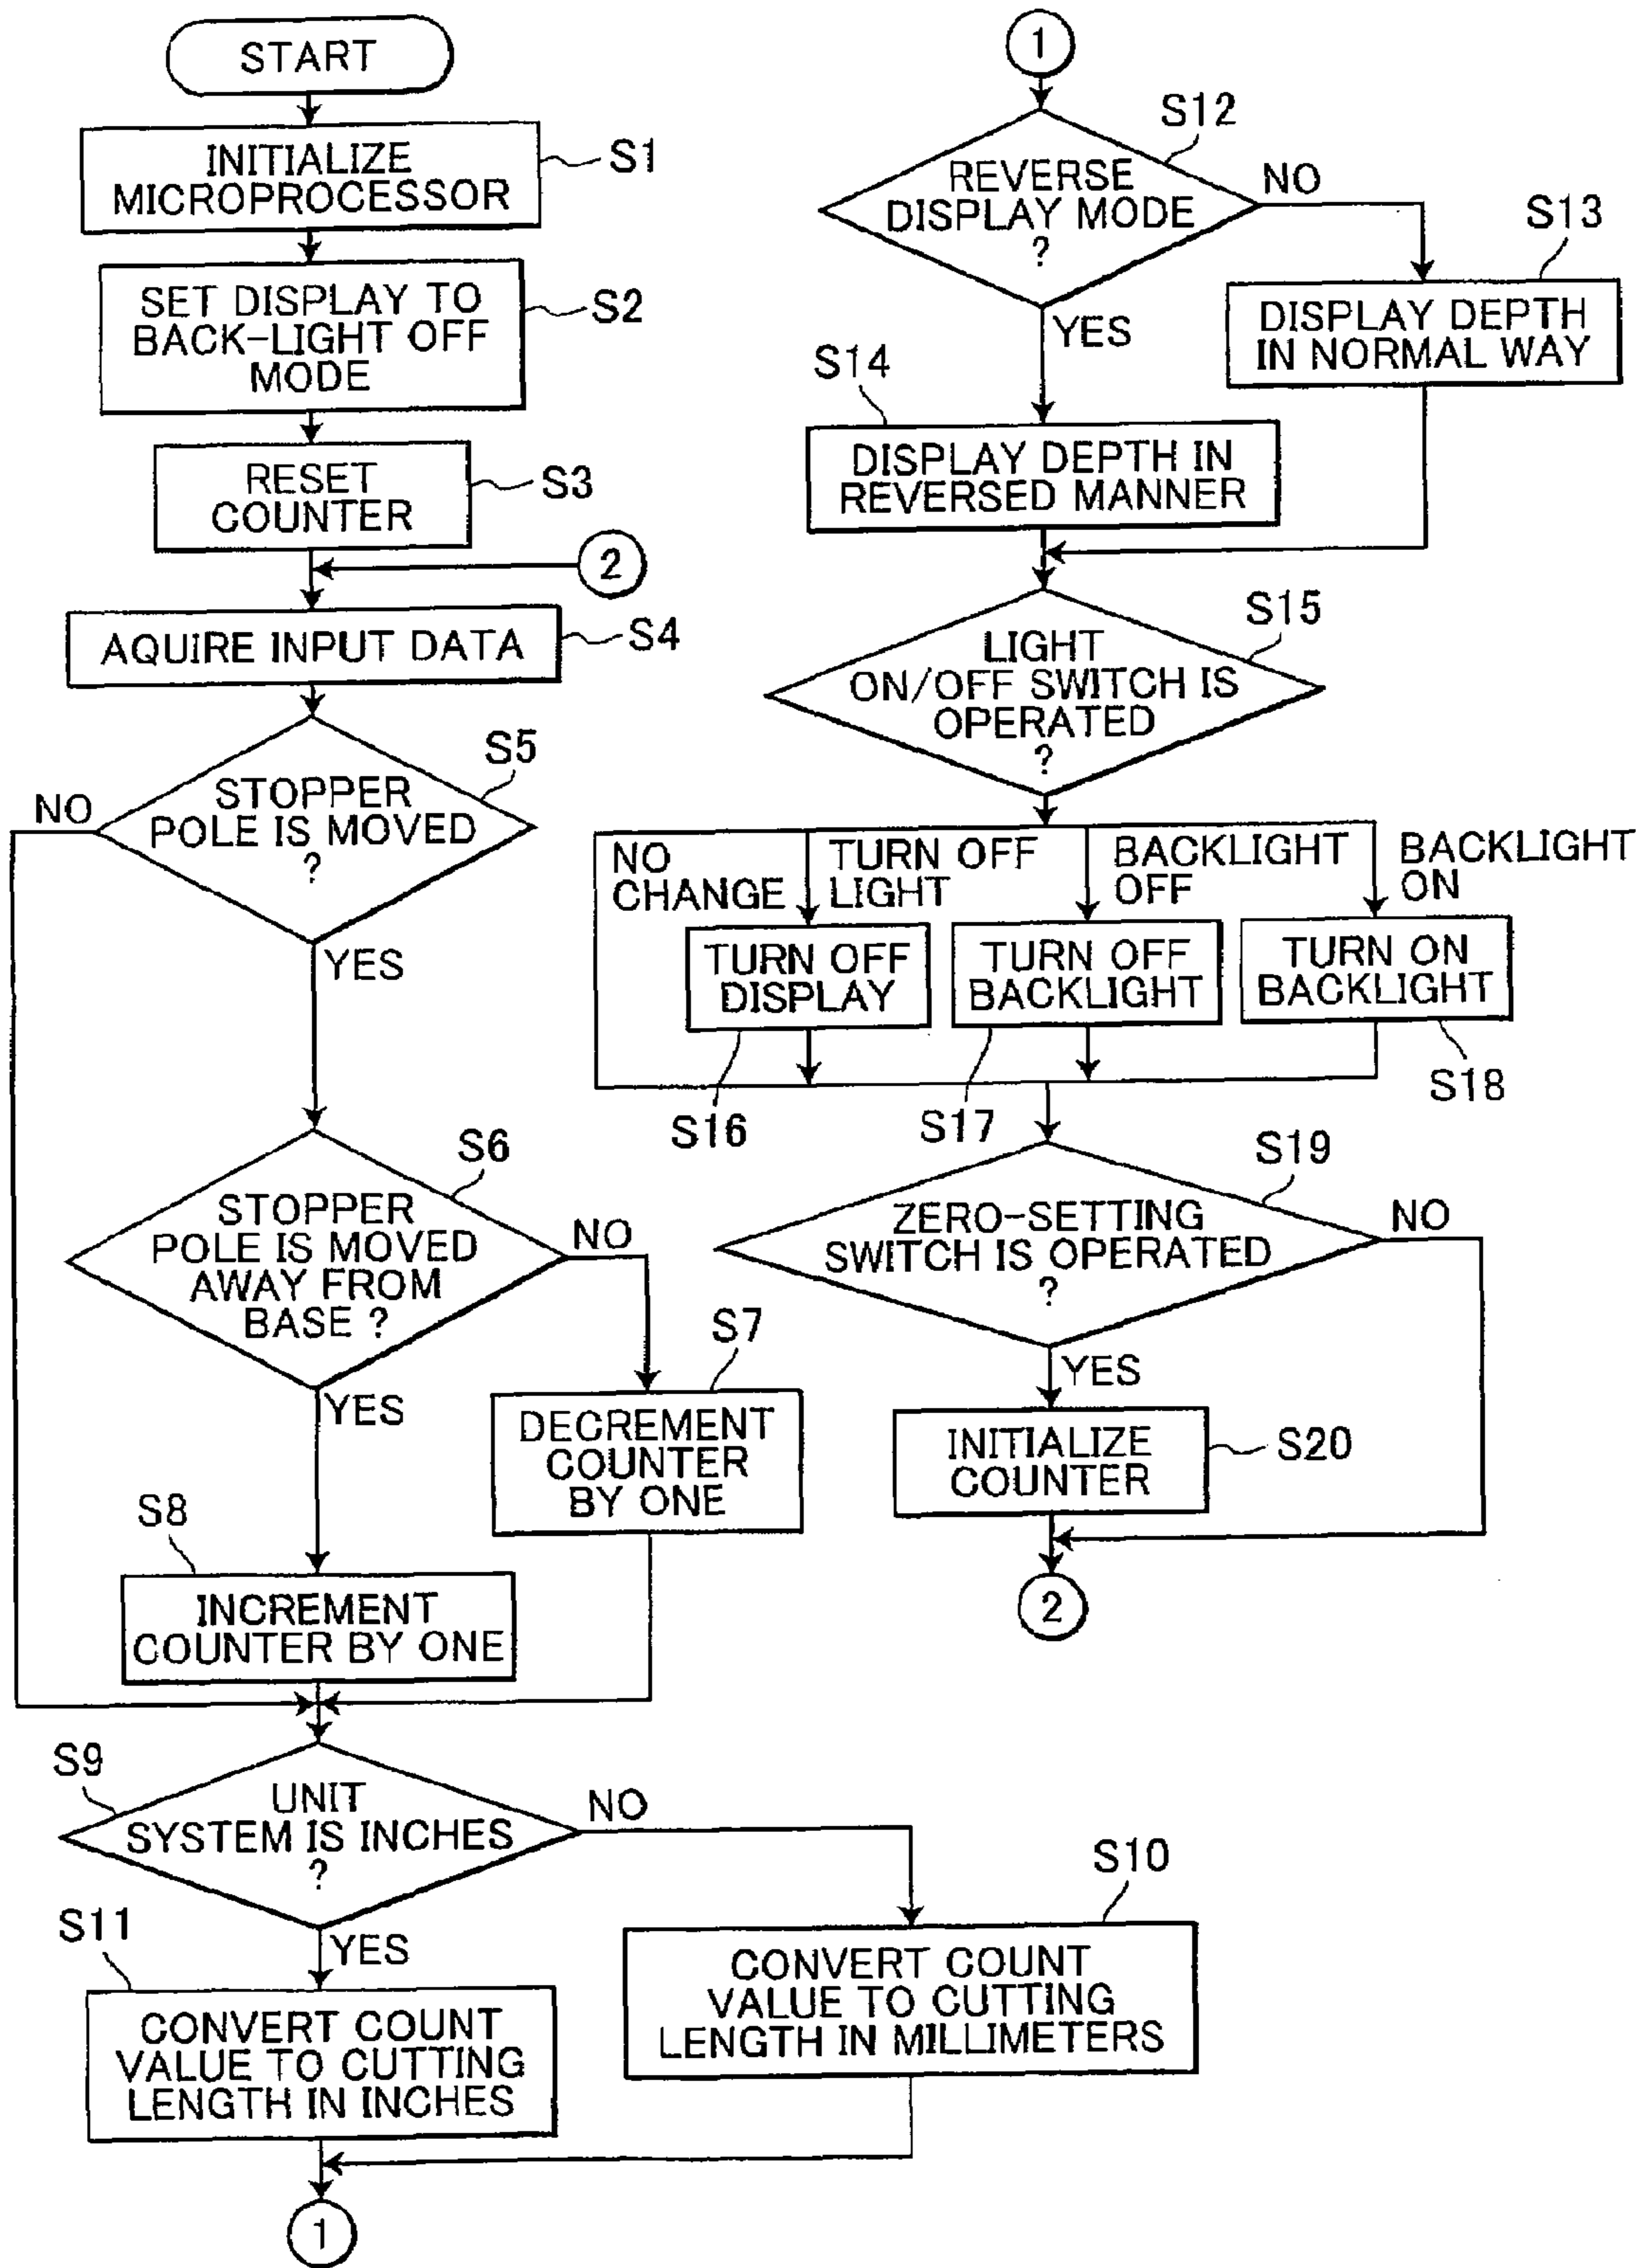 START
INITIALIZE
MICROPROCESSOR
S1
SET DISPLAY TO
BACK-LIGHT OFF
MODE
S2
RESET
COUNTER
S3
2
AQUIRE INPUT DATA
S4
S5
STOPPER
POLE IS MOVED
?
NO
YES
S6
STOPPER
POLE IS MOVED
AWAY FROM
BASE ?
NO
YES
S7
DECREMENT
COUNTER
BY ONE
S8
INCREMENT
COUNTER BY ONE
S9
UNIT
SYSTEM IS INCHES
?
NO
YES
S10
CONVERT COUNT
VALUE TO CUTTING
LENGTH IN MILLIMETERS
S11
CONVERT COUNT
VALUE TO CUTTING
LENGTH IN INCHES
1
1
S12
REVERSE
DISPLAY MODE
?
NO
YES
S13
DISPLAY DEPTH
IN NORMAL WAY
S14
DISPLAY DEPTH IN
REVERSED MANNER
S15
LIGHT
ON/OFF SWITCH IS
OPERATED
?
NO
CHANGE
TURN OFF
LIGHT
BACKLIGHT
OFF
BACKLIGHT
ON
TURN OFF
DISPLAY
TURN OFF
BACKLIGHT
TURN ON
BACKLIGHT
S16
S17
S18
S19
ZERO-SETTING
SWITCH IS OPERATED
?
NO
YES
INITIALIZE
COUNTER
S20
2